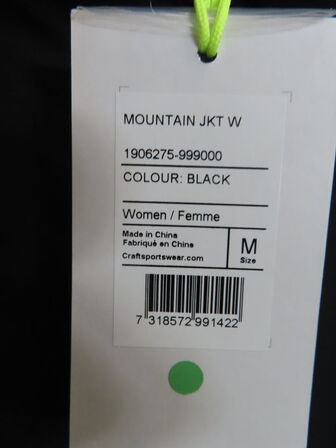 MOUNTAIN JKT W
1906275-999000
COLOUR: BLACK
Women / Femme
Made in China
Fabriqué en Chine
Craftsportswear.com
M
Size
7 318572 991422